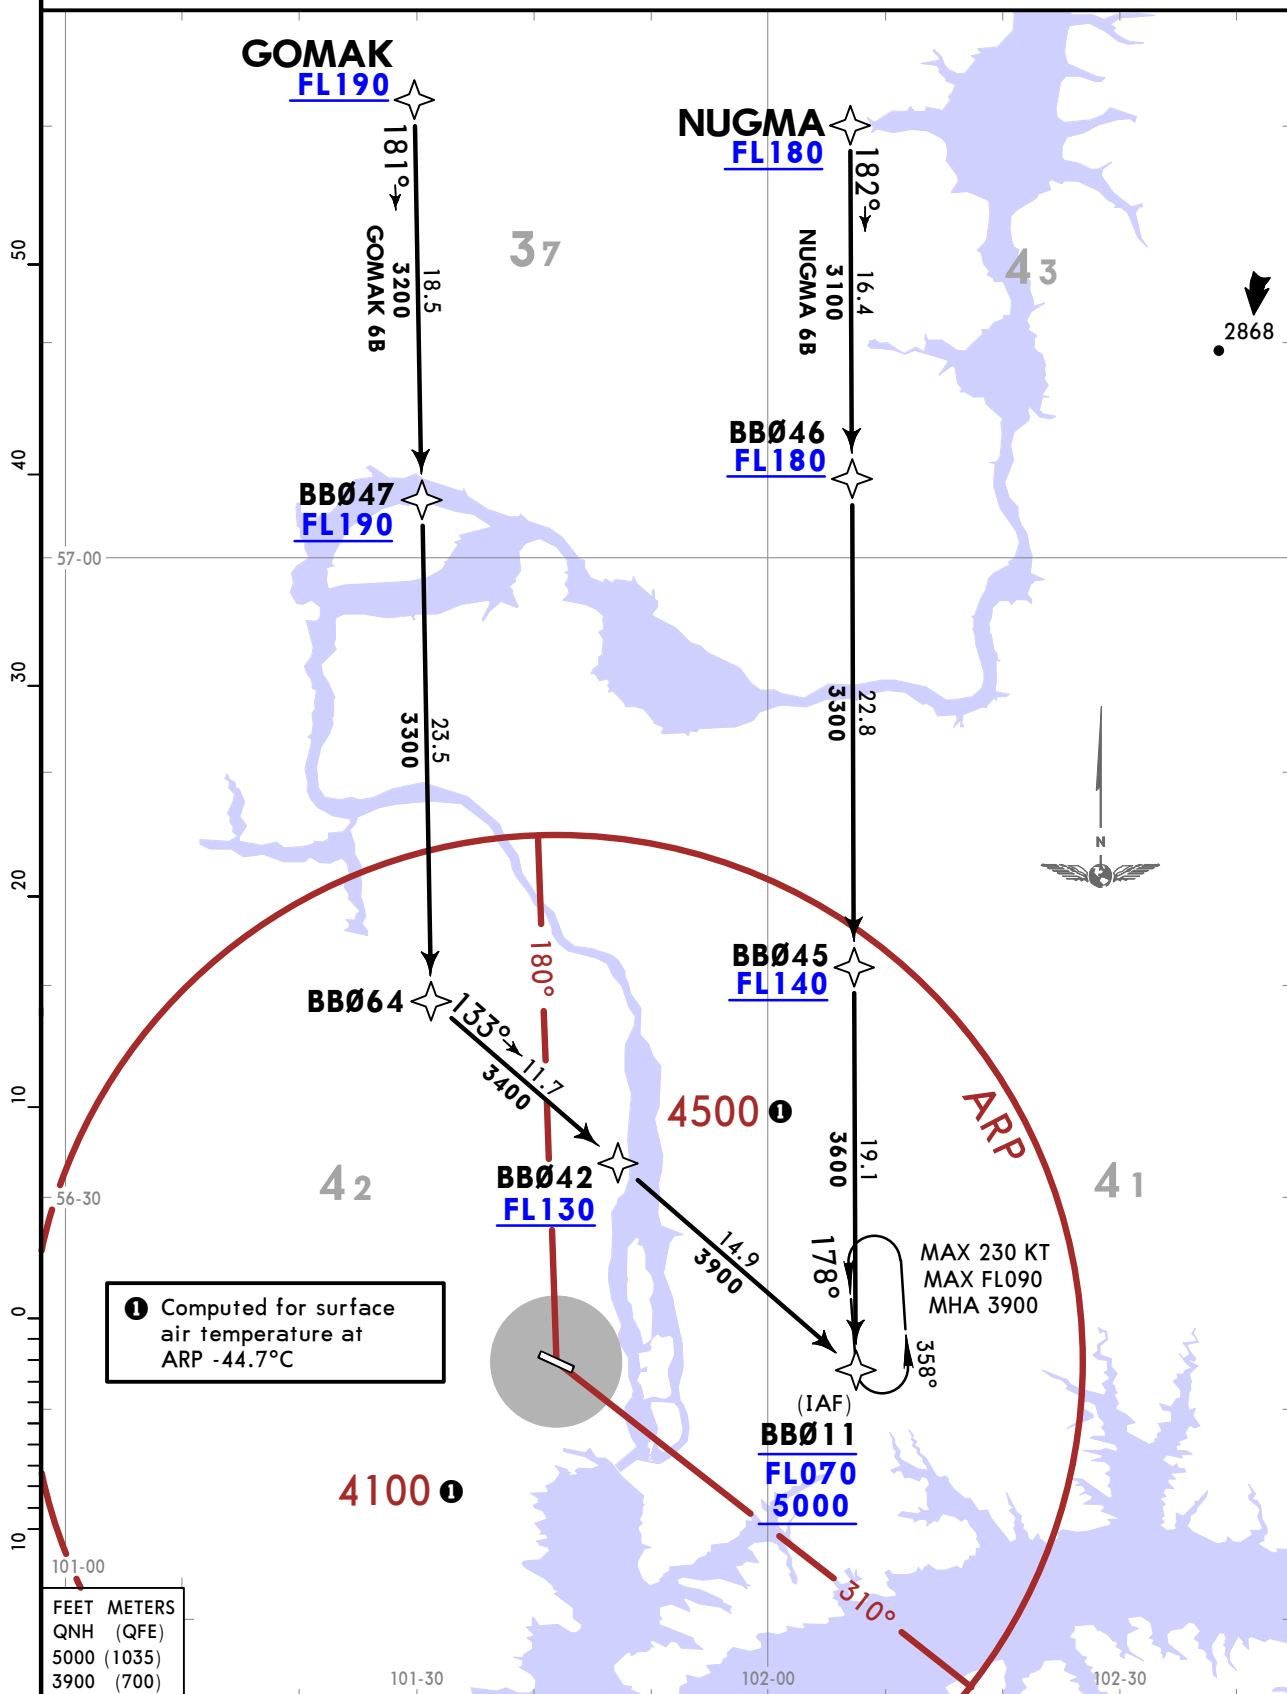 GOMAK
FL190
181°
GOMAK 6B
3200
18.5
NUGMA
FL180
182°
NUGMA 6B
3100
16.4
37
43
2868
50
40
30
20
10
0
10
BBØ47
FL190
BBØ46
FL180
57-00
3300
23.5
3300
22.8
N
BBØ64
133°
11.7
3400
180°
BBØ45
FL140
4500 ❶
ARP
3600
19.1
BBØ42
FL130
42
41
56-30
14.9
3900
178°
358°
MAX 230 KT
MAX FL090
MHA 3900
❶ Computed for surface
air temperature at
ARP -44.7°C
(IAF)
BBØ11
FL070
5000
4100 ❶
310°
101-00
101-30
102-00
102-30
FEET METERS
QNH (QFE)
5000 (1035)
3900 (700)